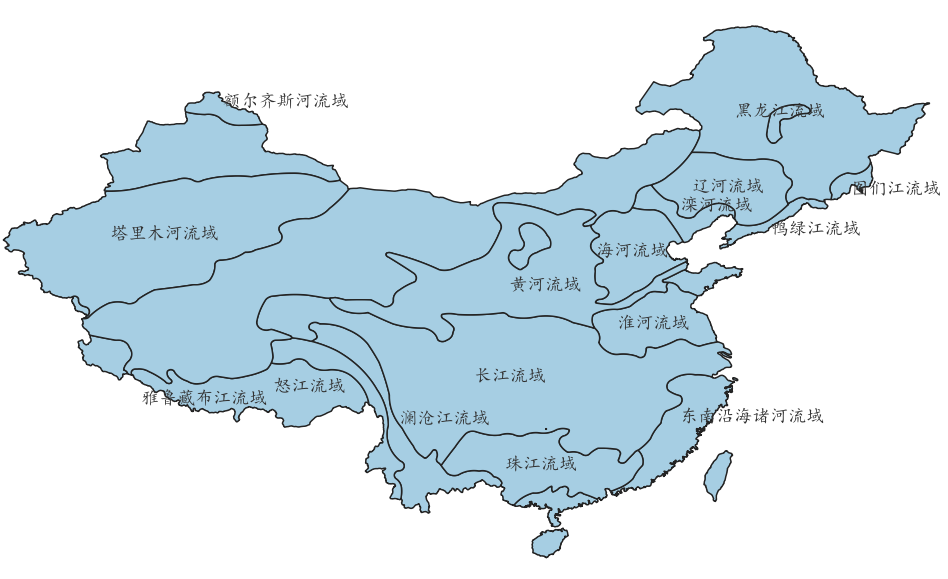 额尔齐斯河流域
黑龙江流域
辽河流域
图们江流域
滦河流域
鸭绿江流域
塔里木河流域
海河流域
黄河流域
淮河流域
长江流域
怒江流域
雅鲁藏布江流域
澜沧江流域
东南沿海诸河流域
珠江流域